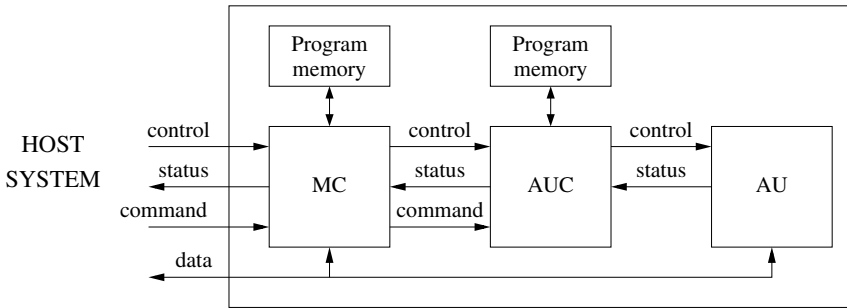 Program
memory
Program
memory
HOST
SYSTEM
control
control
control
status
MC
status
AUC
status
AU
command
command
data